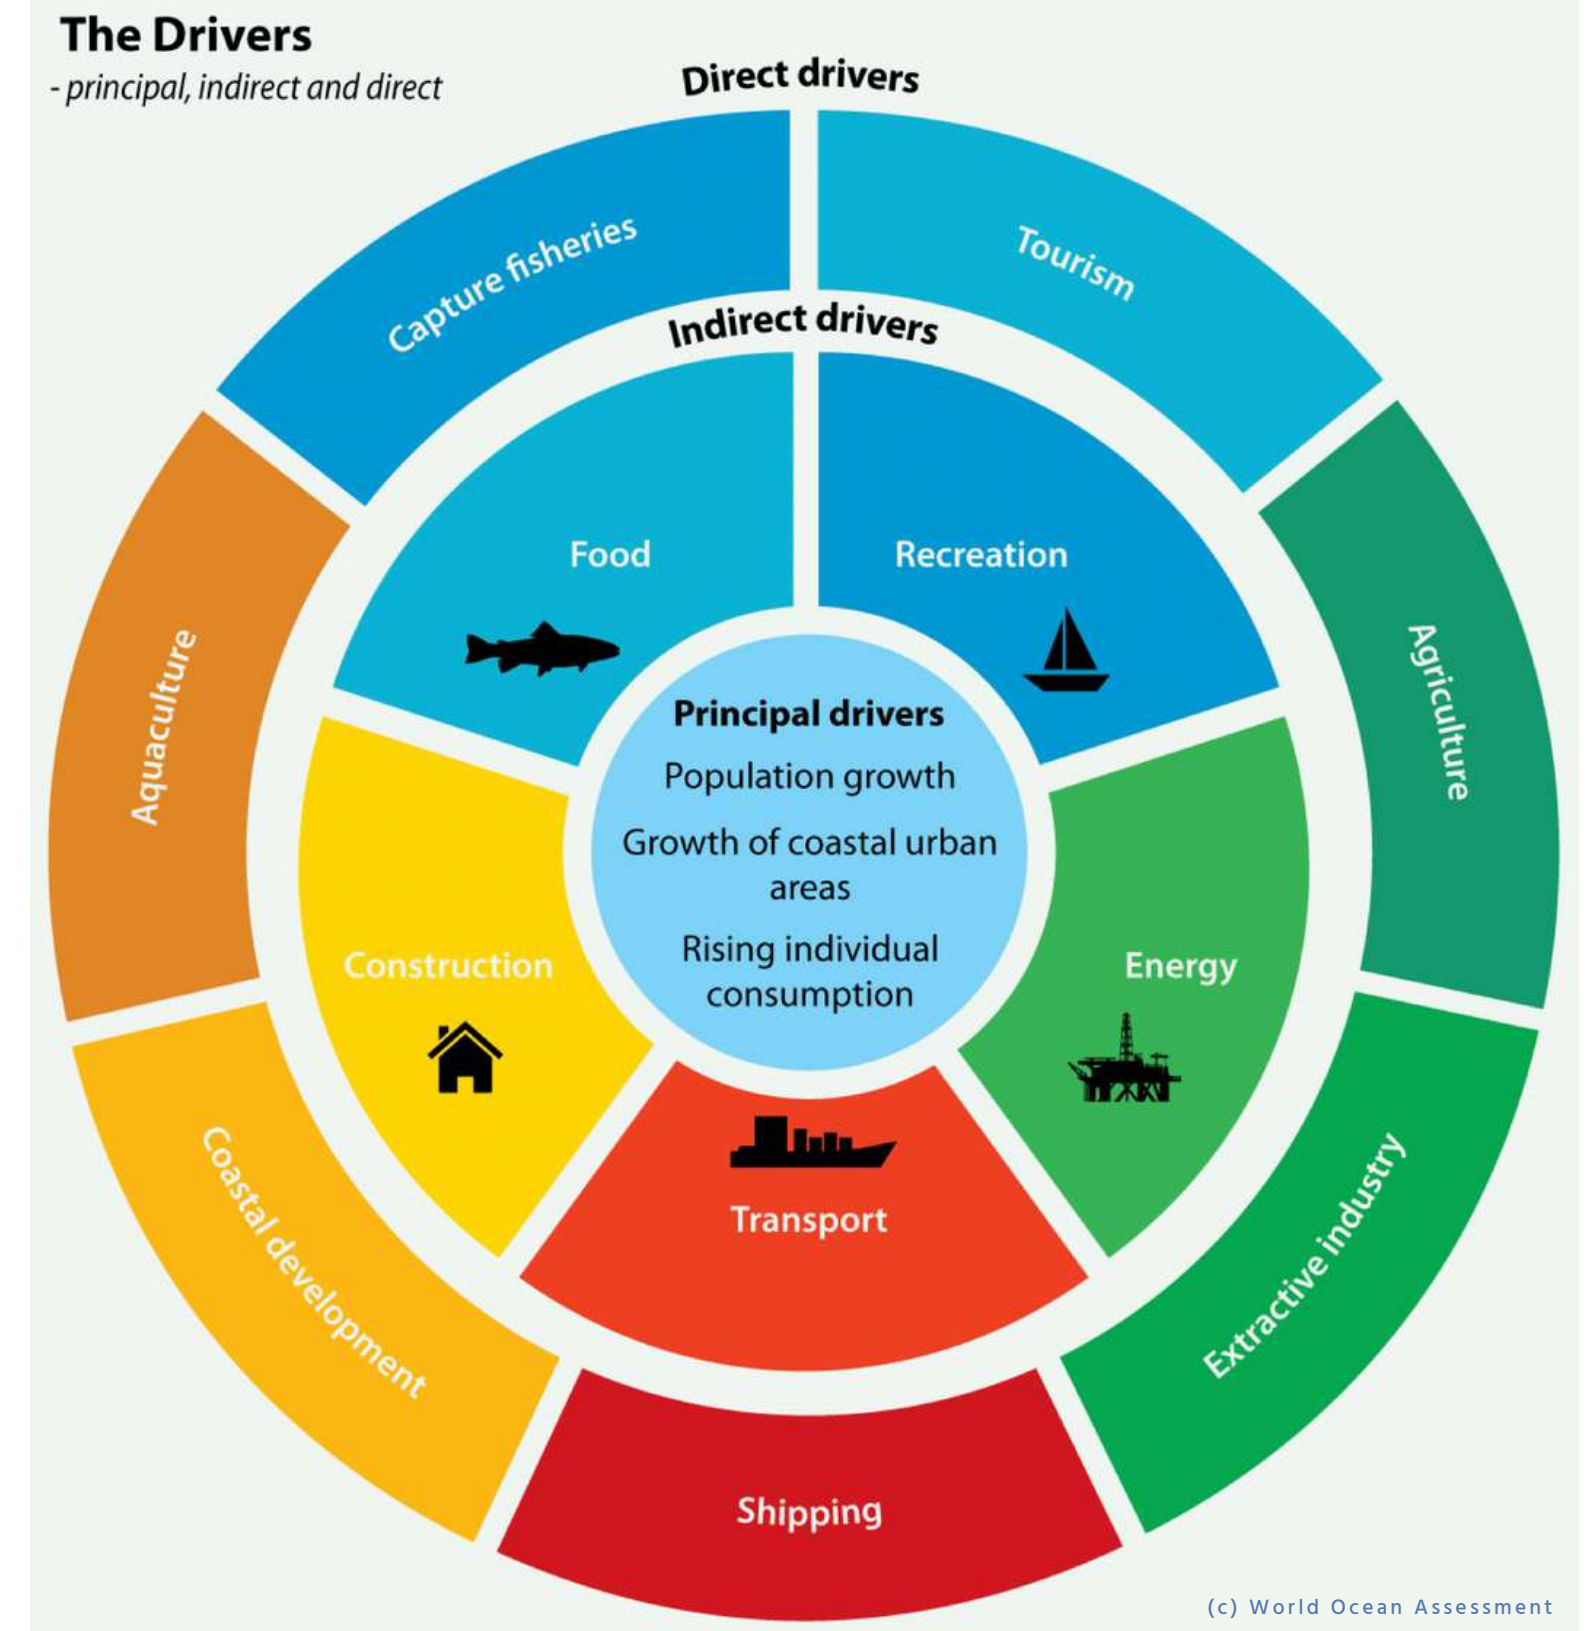 The Drivers
- principal, indirect and direct
Direct drivers
Capture fisheries
Tourism
Indirect drivers
Food
Recreation
Aquaculture
Agriculture
Principal drivers
Population growth
Growth of coastal urban
areas
Rising individual
consumption
Construction
Energy
Transport
Coastal development
Extractive industry
Shipping
(c) World Ocean Assessment